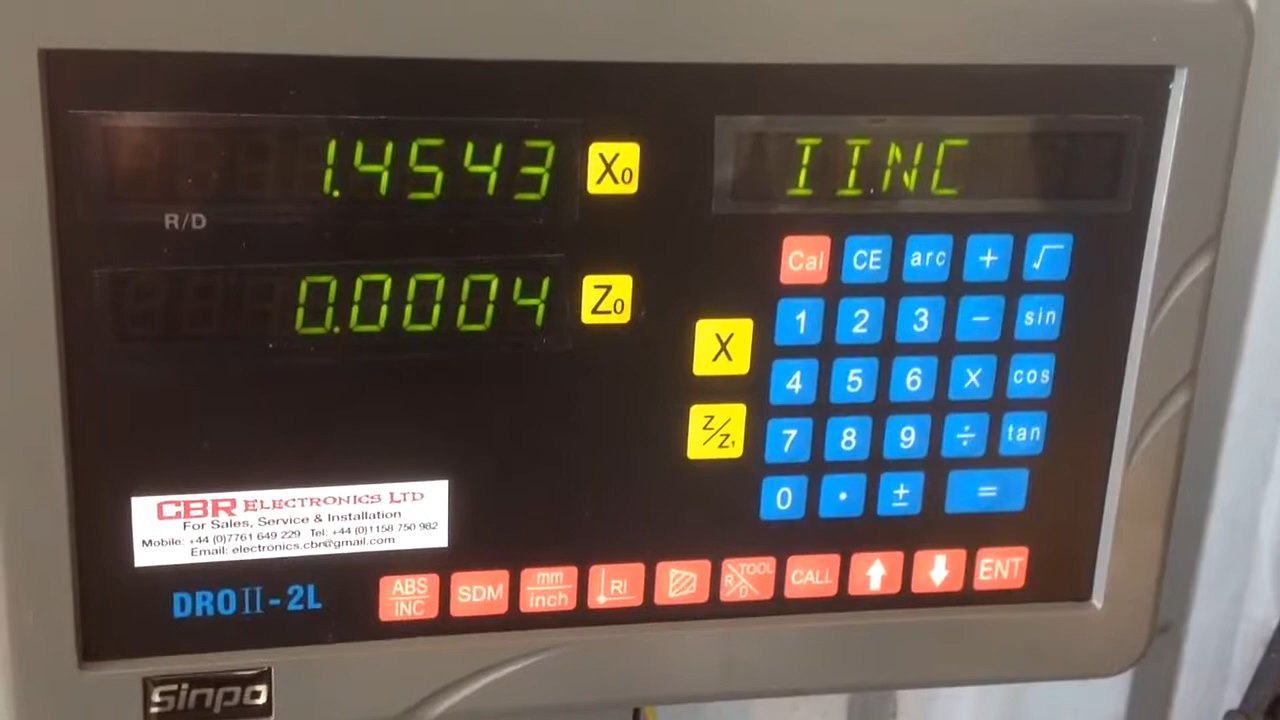 1.4543
X0
R/D
0.0004
Z0
IINC
Cal CE arc + √
1 2 3 − sin
X
4 5 6 X cos
Z/Z1
7 8 9 ÷ tan
0 . ± =
CBR ELECTRONICS LTD
For Sales, Service & Installation
Mobile: +44 (0)7761 649 229 Tel: +44 (0)1158 750 982
Email: electronics.cbr@gmail.com
DROII-2L
ABS/INC SDM mm/inch RI R/D TOOL CALL ↑ ↓ ENT
Sinpo